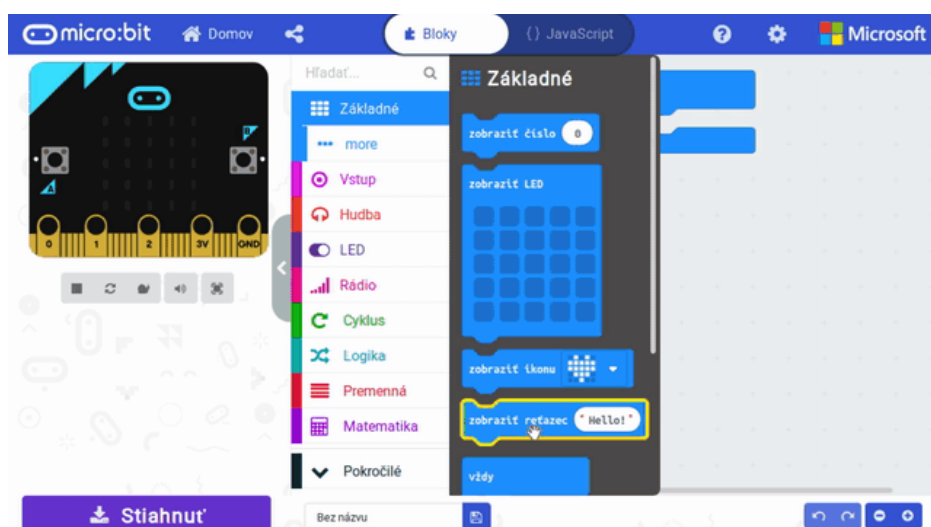 micro:bit
Domov
Bloky
{} JavaScript
Microsoft
A
B
0 1 2 3V GND
Stiahnuť
Hľadať...
Základné
more
Vstup
Hudba
LED
Rádio
Cyklus
Logika
Premenná
Matematika
Pokročilé
Bez názvu
Základné
zobraziť číslo 0
zobraziť LED
zobraziť ikonu
zobraziť reťazec "Hello!"
vždy